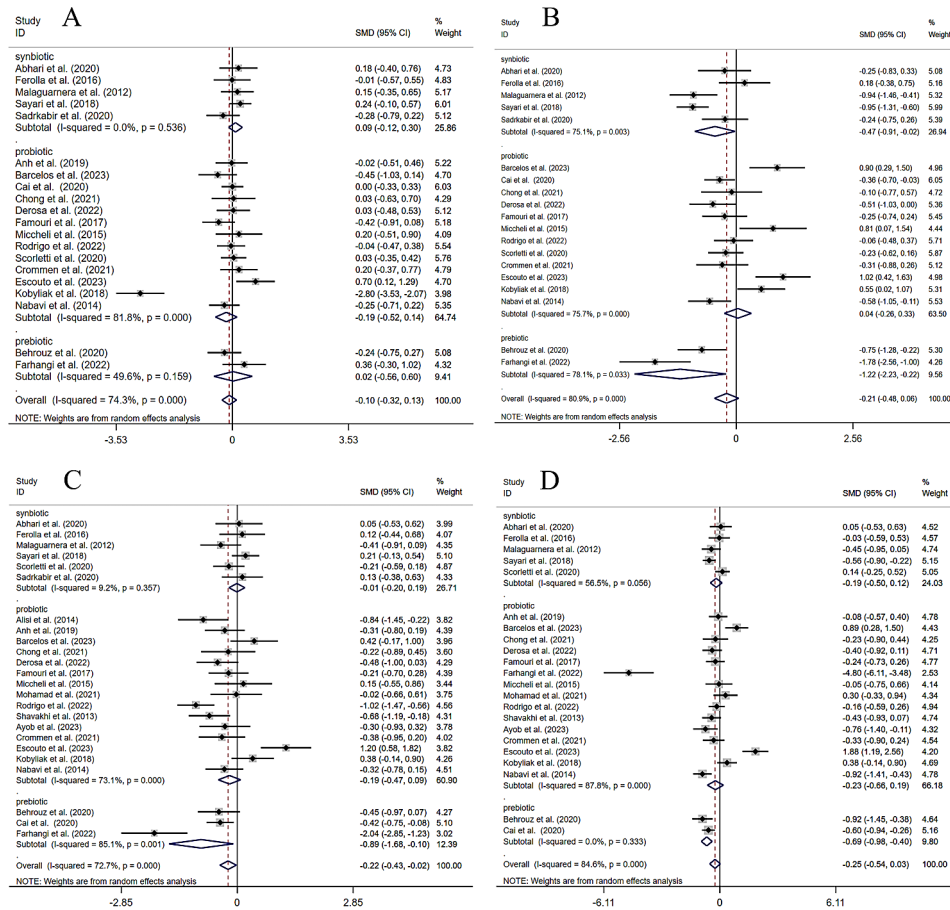 A
Study
ID
SMD (95% CI)
%
Weight
synbiotic
Abhari et al. (2020) 0.18 (-0.40, 0.76) 4.73
Ferolla et al. (2016) -0.01 (-0.57, 0.55) 4.83
Malaguarnera et al. (2012) 0.15 (-0.35, 0.65) 5.17
Sayari et al. (2018) 0.24 (-0.10, 0.57) 6.01
Sadrkabir et al. (2020) -0.28 (-0.79, 0.22) 5.12
Subtotal (I-squared = 0.0%, p = 0.536) 0.09 (-0.12, 0.30) 25.86
.
probiotic
Anh et al. (2019) -0.02 (-0.51, 0.46) 5.22
Barcelos et al. (2023) -0.45 (-1.03, 0.14) 4.70
Cai et al. (2020) 0.00 (-0.33, 0.33) 6.03
Chong et al. (2021) 0.03 (-0.63, 0.70) 4.29
Derosa et al. (2022) 0.03 (-0.48, 0.53) 5.12
Famouri et al. (2017) -0.42 (-0.91, 0.08) 5.18
Miccheli et al. (2015) 0.20 (-0.51, 0.90) 4.09
Rodrigo et al. (2022) -0.04 (-0.47, 0.38) 5.54
Scorletti et al. (2020) 0.03 (-0.35, 0.42) 5.76
Crommen et al. (2021) 0.20 (-0.37, 0.77) 4.79
Escouto et al. (2023) 0.70 (0.12, 1.29) 4.70
Kobyliak et al. (2018) -2.80 (-3.53, -2.07) 3.98
Nabavi et al. (2014) -0.25 (-0.71, 0.22) 5.35
Subtotal (I-squared = 81.8%, p = 0.000) -0.19 (-0.52, 0.14) 64.74
.
prebiotic
Behrouz et al. (2020) -0.24 (-0.75, 0.27) 5.08
Farhangi et al. (2022) 0.36 (-0.30, 1.02) 4.32
Subtotal (I-squared = 49.6%, p = 0.159) 0.02 (-0.56, 0.60) 9.41
.
Overall (I-squared = 74.3%, p = 0.000) -0.10 (-0.32, 0.13) 100.00
NOTE: Weights are from random effects analysis
-3.53 0 3.53
B
Study
ID
SMD (95% CI)
%
Weight
synbiotic
Abhari et al. (2020) -0.25 (-0.83, 0.33) 5.08
Ferolla et al. (2016) 0.18 (-0.38, 0.75) 5.16
Malaguarnera et al. (2012) -0.94 (-1.46, -0.41) 5.32
Sayari et al. (2018) -0.95 (-1.31, -0.60) 5.99
Sadrkabir et al. (2020) -0.24 (-0.75, 0.26) 5.39
Subtotal (I-squared = 75.1%, p = 0.003) -0.47 (-0.91, -0.02) 26.94
.
probiotic
Barcelos et al. (2023) 0.90 (0.29, 1.50) 4.96
Cai et al. (2020) -0.36 (-0.70, -0.03) 6.05
Chong et al. (2021) -0.10 (-0.77, 0.57) 4.72
Derosa et al. (2022) -0.51 (-1.03, 0.00) 5.36
Famouri et al. (2017) -0.25 (-0.74, 0.24) 5.45
Miccheli et al. (2015) 0.81 (0.07, 1.54) 4.44
Rodrigo et al. (2022) -0.06 (-0.48, 0.37) 5.71
Scorletti et al. (2020) -0.23 (-0.62, 0.16) 5.87
Crommen et al. (2021) -0.31 (-0.88, 0.26) 5.12
Escouto et al. (2023) 1.02 (0.42, 1.63) 4.98
Kobyliak et al. (2018) 0.55 (0.02, 1.07) 5.31
Nabavi et al. (2014) -0.58 (-1.05, -0.11) 5.53
Subtotal (I-squared = 75.7%, p = 0.000) 0.04 (-0.26, 0.33) 63.50
.
prebiotic
Behrouz et al. (2020) -0.75 (-1.28, -0.22) 5.30
Farhangi et al. (2022) -1.78 (-2.56, -1.00) 4.26
Subtotal (I-squared = 78.1%, p = 0.033) -1.22 (-2.23, -0.22) 9.56
.
Overall (I-squared = 80.9%, p = 0.000) -0.21 (-0.48, 0.06) 100.00
NOTE: Weights are from random effects analysis
-2.56 0 2.56
C
Study
ID
SMD (95% CI)
%
Weight
synbiotic
Abhari et al. (2020) 0.05 (-0.53, 0.62) 3.99
Ferolla et al. (2016) 0.12 (-0.44, 0.68) 4.07
Malaguarnera et al. (2012) -0.41 (-0.91, 0.09) 4.35
Sayari et al. (2018) 0.21 (-0.13, 0.54) 5.10
Scorletti et al. (2020) -0.21 (-0.59, 0.18) 4.87
Sadrkabir et al. (2020) 0.13 (-0.38, 0.63) 4.33
Subtotal (I-squared = 9.2%, p = 0.357) -0.01 (-0.20, 0.19) 26.71
.
probiotic
Alisi et al. (2014) -0.84 (-1.45, -0.22) 3.82
Anh et al. (2019) -0.31 (-0.80, 0.19) 4.39
Barcelos et al. (2023) 0.42 (-0.17, 1.00) 3.96
Chong et al. (2021) -0.22 (-0.89, 0.45) 3.60
Derosa et al. (2022) -0.48 (-1.00, 0.03) 4.29
Famouri et al. (2017) -0.21 (-0.70, 0.28) 4.39
Miccheli et al. (2015) 0.15 (-0.55, 0.86) 3.44
Mohamad et al. (2021) -0.02 (-0.66, 0.61) 3.75
Rodrigo et al. (2022) -1.02 (-1.47, -0.56) 4.56
Shavakhi et al. (2013) -0.68 (-1.19, -0.18) 4.31
Ayob et al. (2023) -0.30 (-0.93, 0.32) 3.78
Crommen et al. (2021) -0.38 (-0.95, 0.20) 4.02
Escouto et al. (2023) 1.20 (0.58, 1.82) 3.82
Kobyliak et al. (2018) 0.38 (-0.14, 0.90) 4.26
Nabavi et al. (2014) -0.32 (-0.78, 0.15) 4.51
Subtotal (I-squared = 73.1%, p = 0.000) -0.19 (-0.47, 0.09) 60.90
.
prebiotic
Behrouz et al. (2020) -0.45 (-0.97, 0.07) 4.27
Cai et al. (2020) -0.42 (-0.75, -0.08) 5.10
Farhangi et al. (2022) -2.04 (-2.85, -1.23) 3.02
Subtotal (I-squared = 85.1%, p = 0.001) -0.89 (-1.68, -0.10) 12.39
.
Overall (I-squared = 72.7%, p = 0.000) -0.22 (-0.43, -0.02) 100.00
NOTE: Weights are from random effects analysis
-2.85 0 2.85
D
Study
ID
SMD (95% CI)
%
Weight
synbiotic
Abhari et al. (2020) 0.05 (-0.53, 0.63) 4.52
Ferolla et al. (2016) -0.03 (-0.59, 0.53) 4.57
Malaguarnera et al. (2012) -0.45 (-0.95, 0.05) 4.74
Sayari et al. (2018) -0.56 (-0.90, -0.22) 5.15
Scorletti et al. (2020) 0.14 (-0.25, 0.52) 5.04
Subtotal (I-squared = 56.5%, p = 0.056) -0.19 (-0.50, 0.12) 24.03
.
probiotic
Anh et al. (2019) -0.08 (-0.57, 0.40) 4.78
Barcelos et al. (2023) 0.89 (0.28, 1.50) 4.43
Chong et al. (2021) -0.23 (-0.90, 0.44) 4.25
Derosa et al. (2022) -0.40 (-0.92, 0.11) 4.71
Famouri et al. (2017) -0.24 (-0.73, 0.26) 4.77
Farhangi et al. (2022) -4.80 (-6.11, -3.48) 2.53
Miccheli et al. (2015) -0.05 (-0.75, 0.66) 4.14
Mohamad et al. (2021) 0.30 (-0.33, 0.94) 4.34
Rodrigo et al. (2022) -0.16 (-0.59, 0.26) 4.94
Shavakhi et al. (2013) -0.43 (-0.93, 0.07) 4.74
Ayob et al. (2023) -0.76 (-1.40, -0.11) 4.32
Crommen et al. (2021) -0.33 (-0.90, 0.24) 4.54
Escouto et al. (2023) 1.88 (1.19, 2.56) 4.20
Kobyliak et al. (2018) 0.38 (-0.14, 0.90) 4.69
Nabavi et al. (2014) -0.92 (-1.41, -0.43) 4.78
Subtotal (I-squared = 87.8%, p = 0.000) -0.23 (-0.66, 0.19) 66.18
.
prebiotic
Behrouz et al. (2020) -0.92 (-1.45, -0.38) 4.64
Cai et al. (2020) -0.60 (-0.94, -0.26) 5.16
Subtotal (I-squared = 0.0%, p = 0.333) -0.69 (-0.98, -0.40) 9.80
.
Overall (I-squared = 84.6%, p = 0.000) -0.25 (-0.54, 0.03) 100.00
NOTE: Weights are from random effects analysis
-6.11 0 6.11